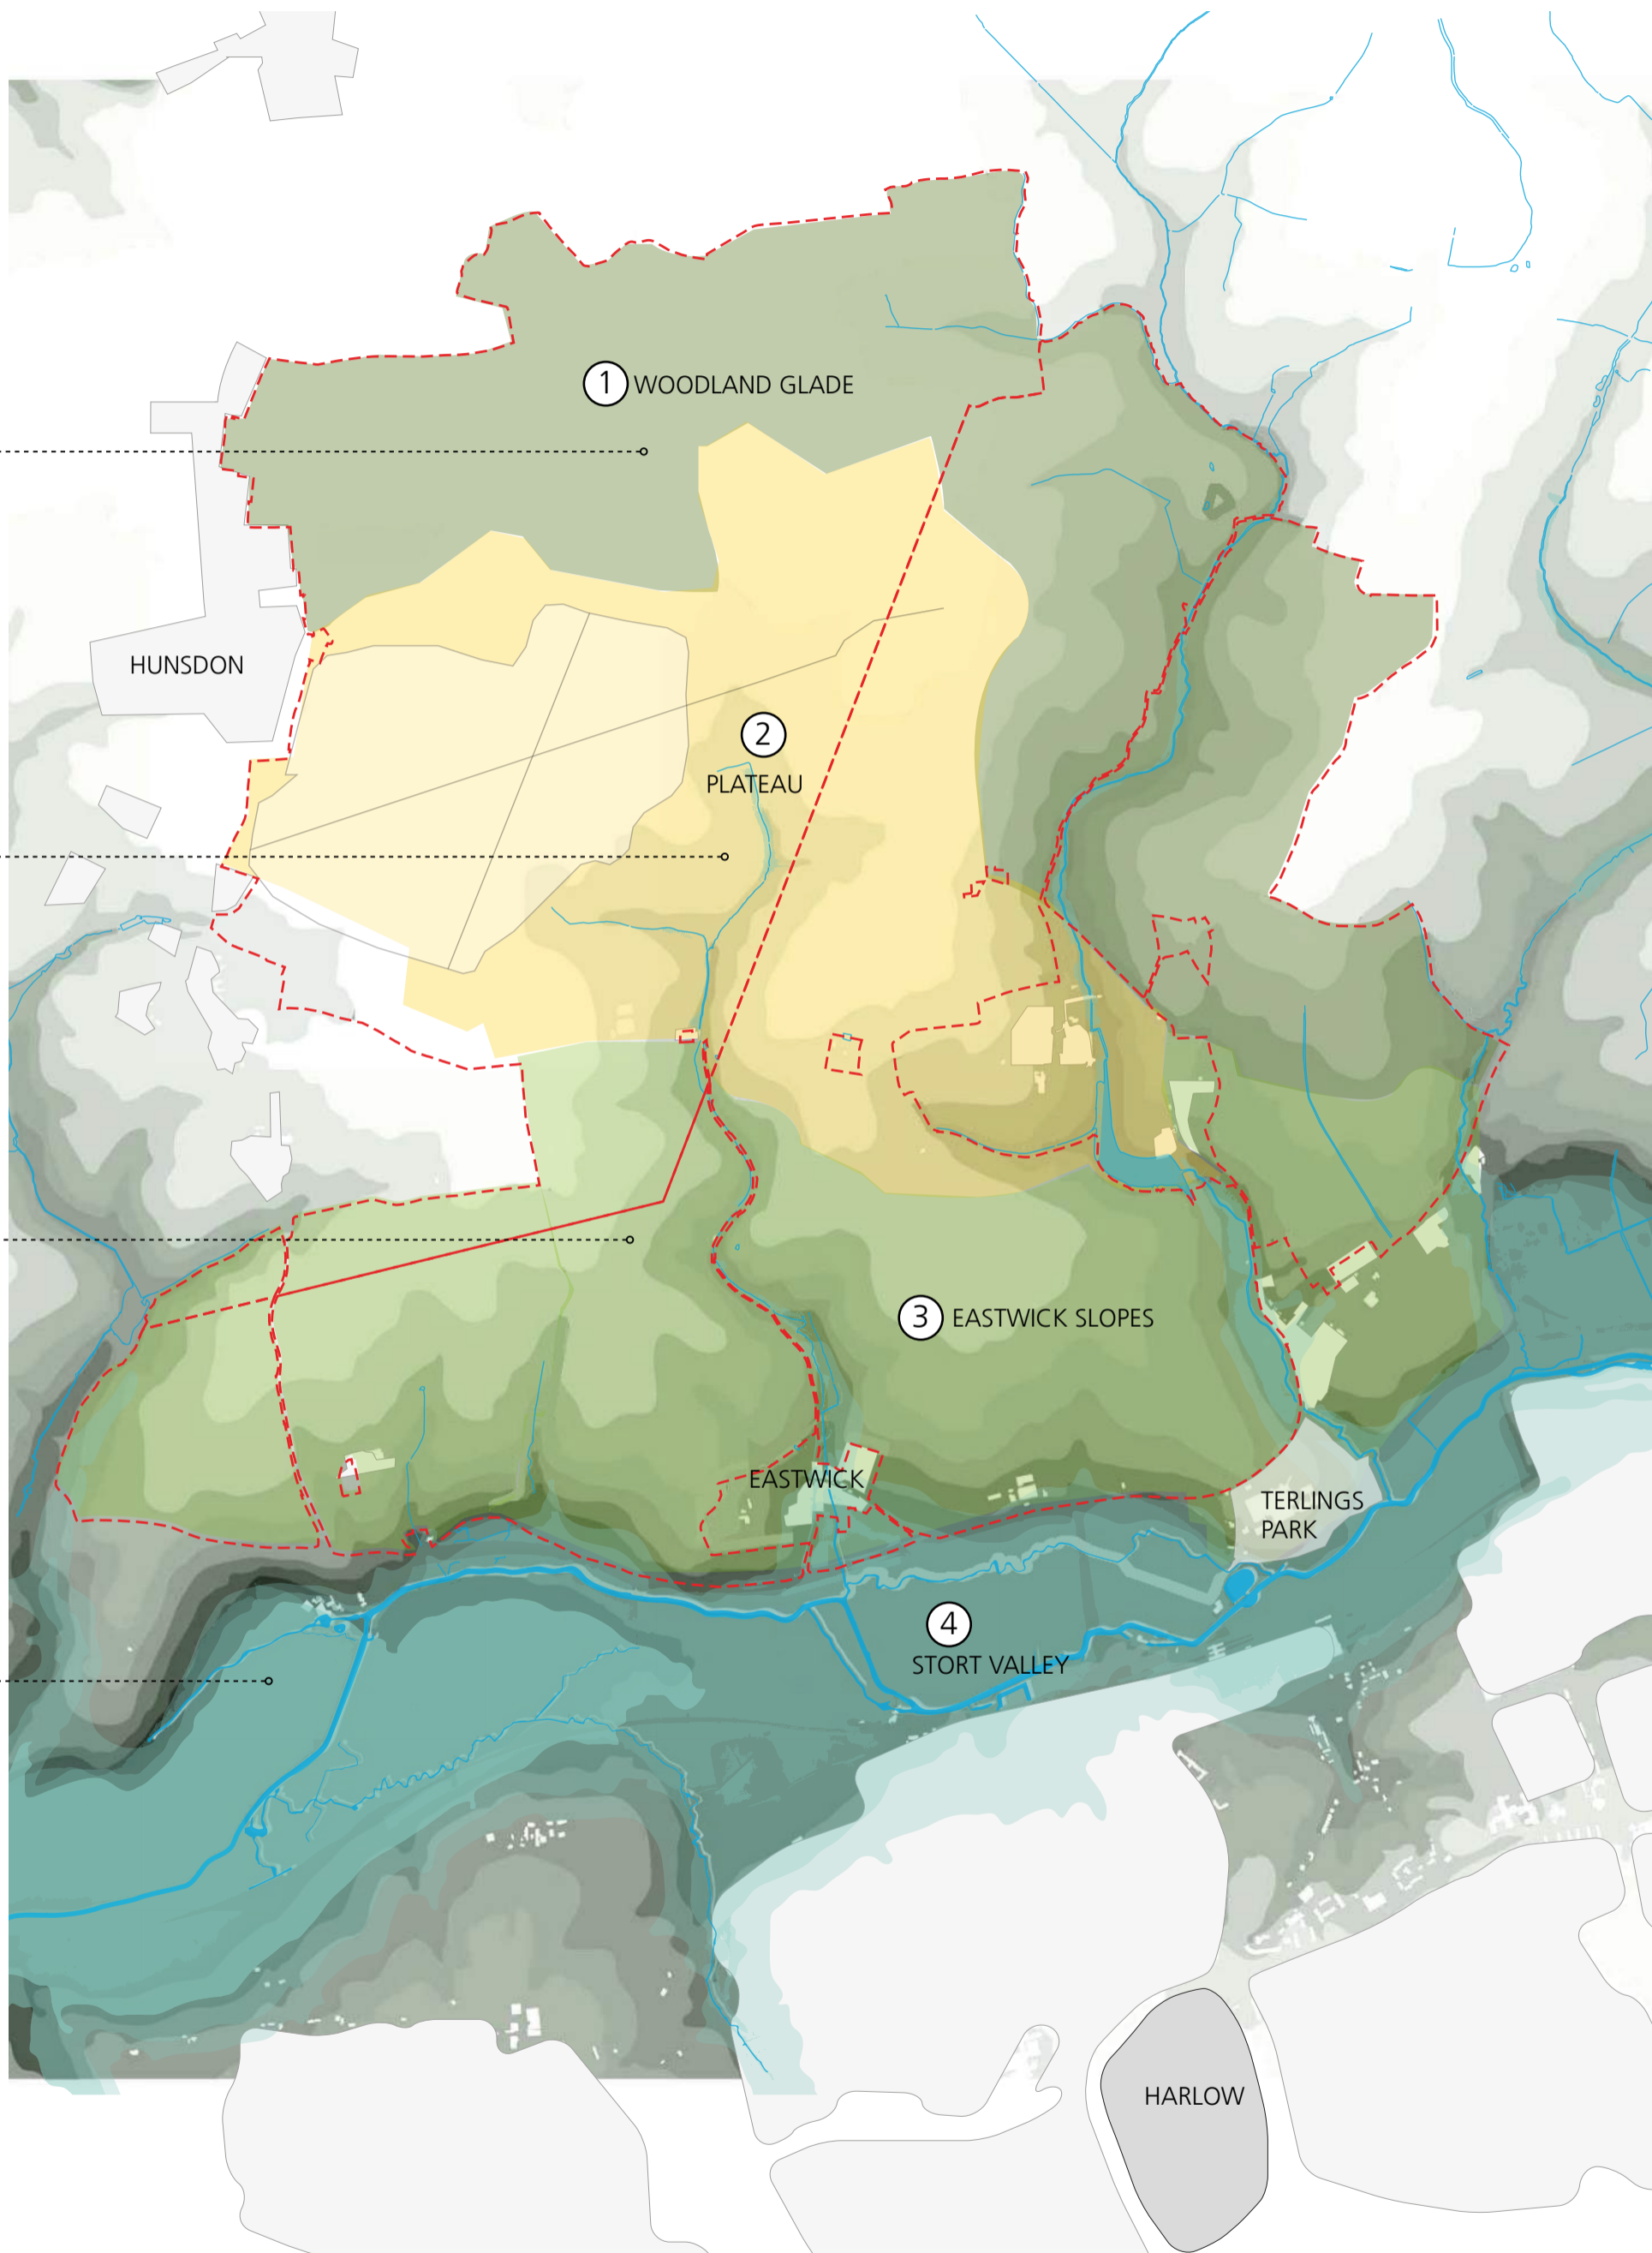 1 WOODLAND GLADE
HUNSDON
2
PLATEAU
3 EASTWICK SLOPES
EASTWICK
TERLINGS
PARK
4
STORT VALLEY
HARLOW